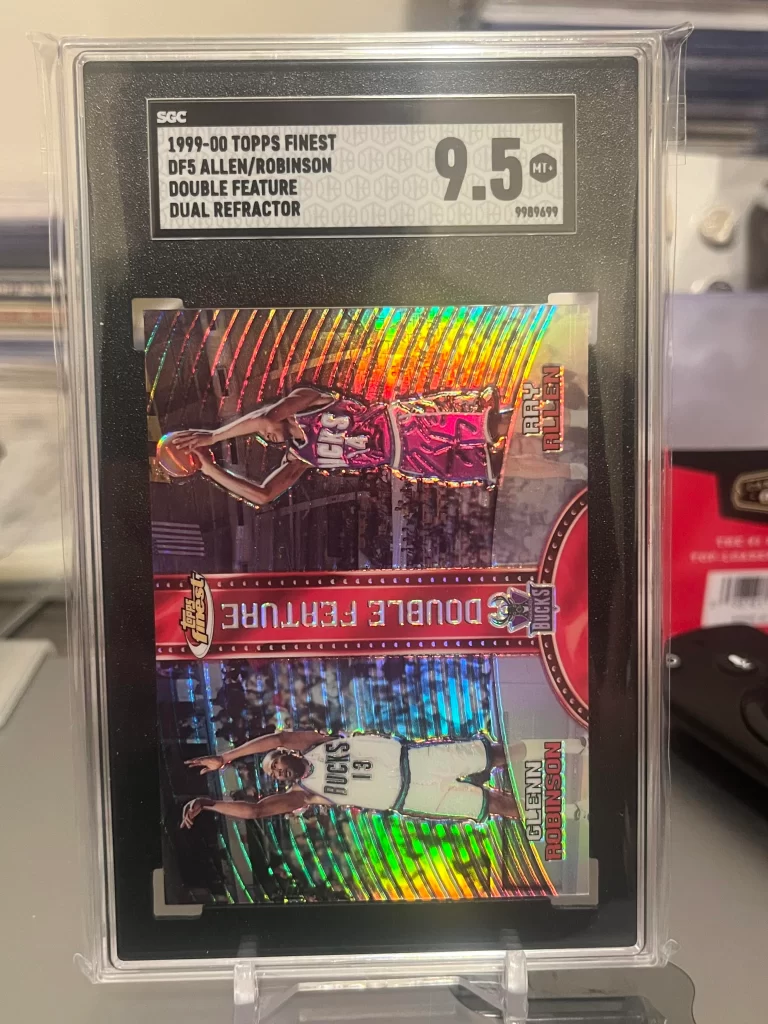 SGC
1999-00 TOPPS FINEST
DF5 ALLEN/ROBINSON
DOUBLE FEATURE
DUAL REFRACTOR
9.5
MT+
9989699
RAY
ALLEN
BUCKS
4
Topps
finest
DOUBLE FEATURE
BUCKS
BUCKS
13
GLENN
ROBINSON